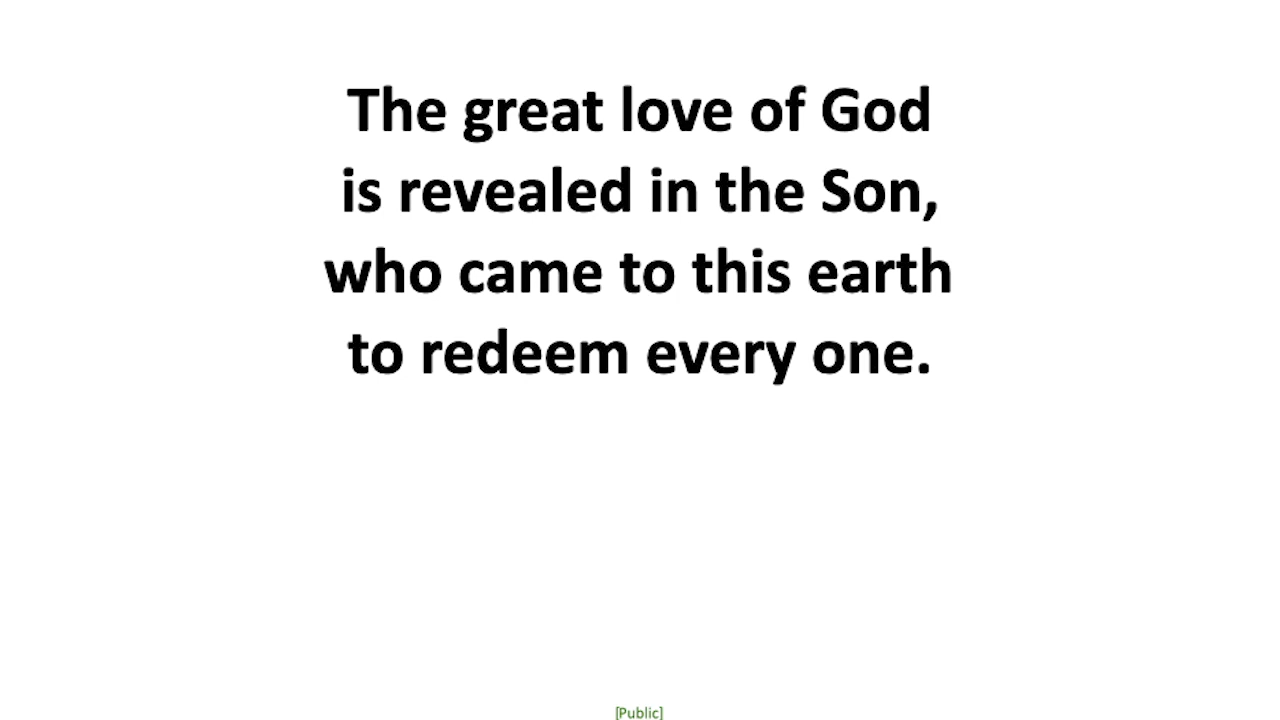 The great love of God
is revealed in the Son,
who came to this earth
to redeem every one.
[Public]